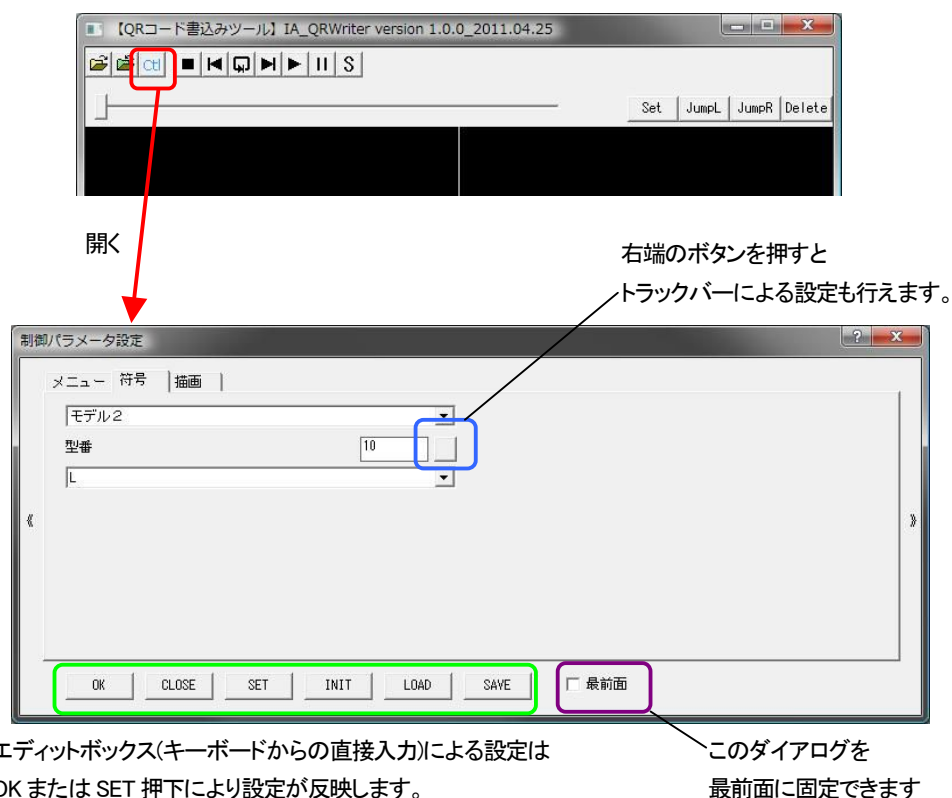 【QRコード書込みツール】IA_QRWriter version 1.0.0_2011.04.25
Ctl S
Set JumpL JumpR Delete
開く
右端のボタンを押すと
トラックバーによる設定も行えます。
制御パラメータ設定
メニュー 符号 描画
モデル2
型番 10
L
《 》
OK CLOSE SET INIT LOAD SAVE 最前面
エディットボックス(キーボードからの直接入力)による設定は
OK または SET 押下により設定が反映します。
このダイアログを
最前面に固定できます